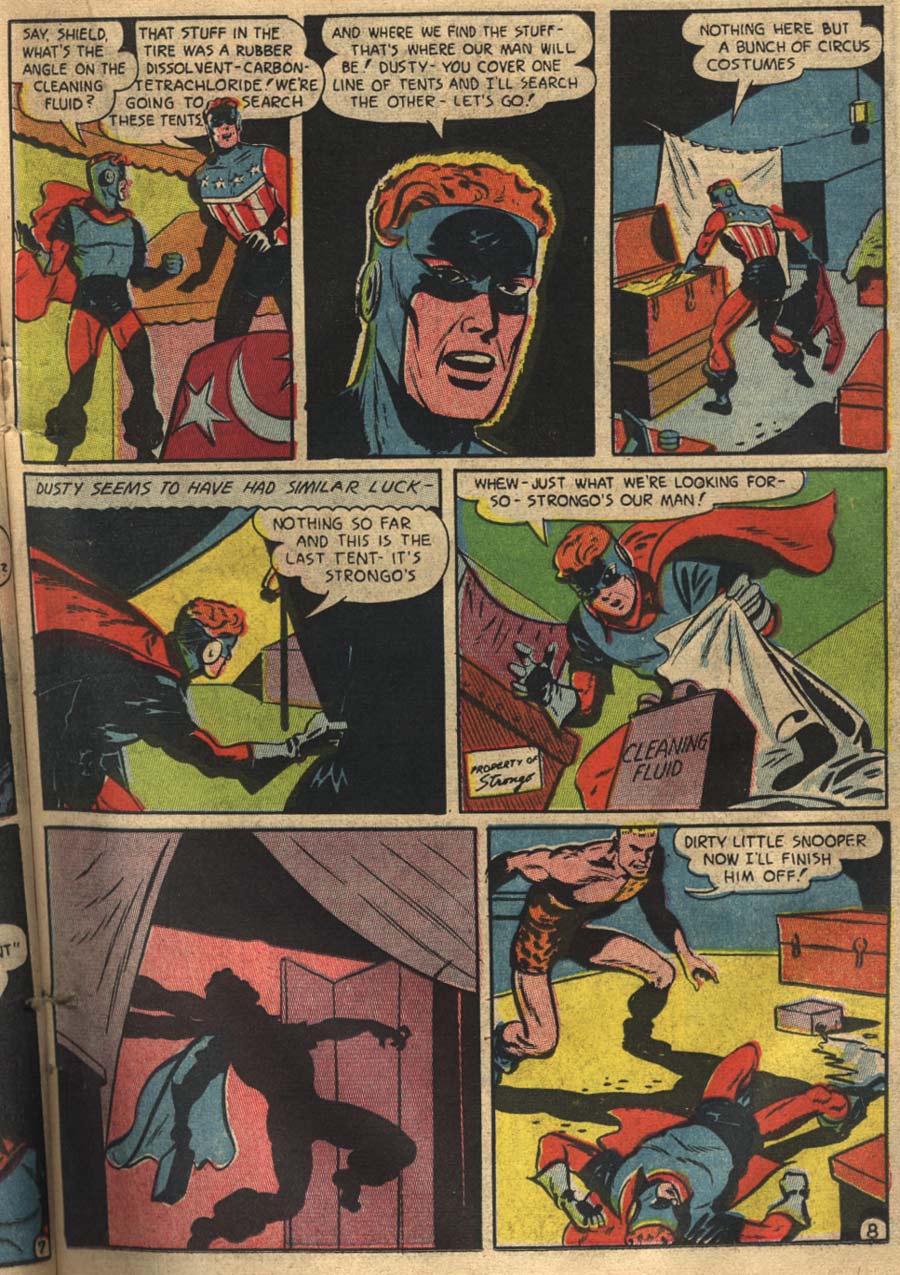 SAY, SHIELD,
WHAT'S THE
ANGLE ON THE
CLEANING
FLUID?
THAT STUFF IN THE
TIRE WAS A RUBBER
DISSOLVENT-CARBON-
TETRACHLORIDE! WE'RE
GOING TO SEARCH
THESE TENTS
AND WHERE WE FIND THE STUFF-
THAT'S WHERE OUR MAN WILL
BE! DUSTY- YOU COVER ONE
LINE OF TENTS AND I'LL SEARCH
THE OTHER - LET'S GO!
NOTHING HERE BUT
A BUNCH OF CIRCUS
COSTUMES
DUSTY SEEMS TO HAVE HAD SIMILAR LUCK-
NOTHING SO FAR
AND THIS IS THE
LAST TENT- IT'S
STRONGO'S
WHEW-JUST WHAT WE'RE LOOKING FOR-
SO- STRONGO'S OUR MAN!
PROPERTY OF
Strongo
CLEANING
FLUID
DIRTY LITTLE SNOOPER
NOW I'LL FINISH
HIM OFF!
7
8